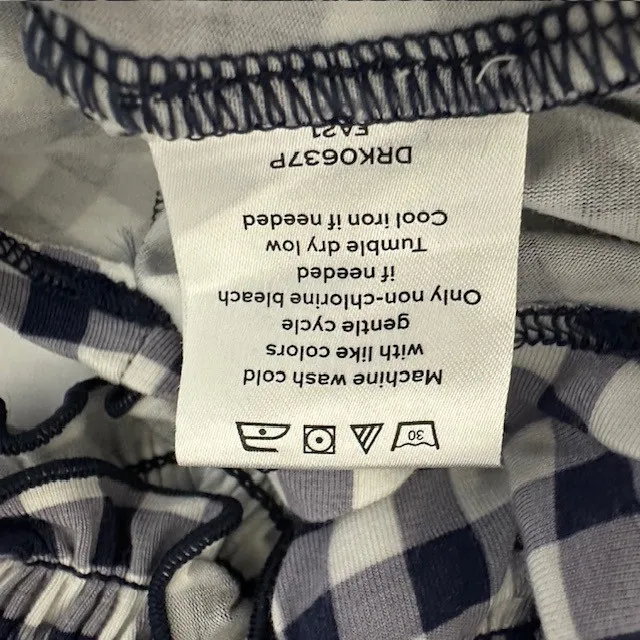 30
Machine wash cold
with like colors
gentle cycle
Only non-chlorine bleach
if needed
Tumble dry low
Cool iron if needed
DRK0637P
FA21